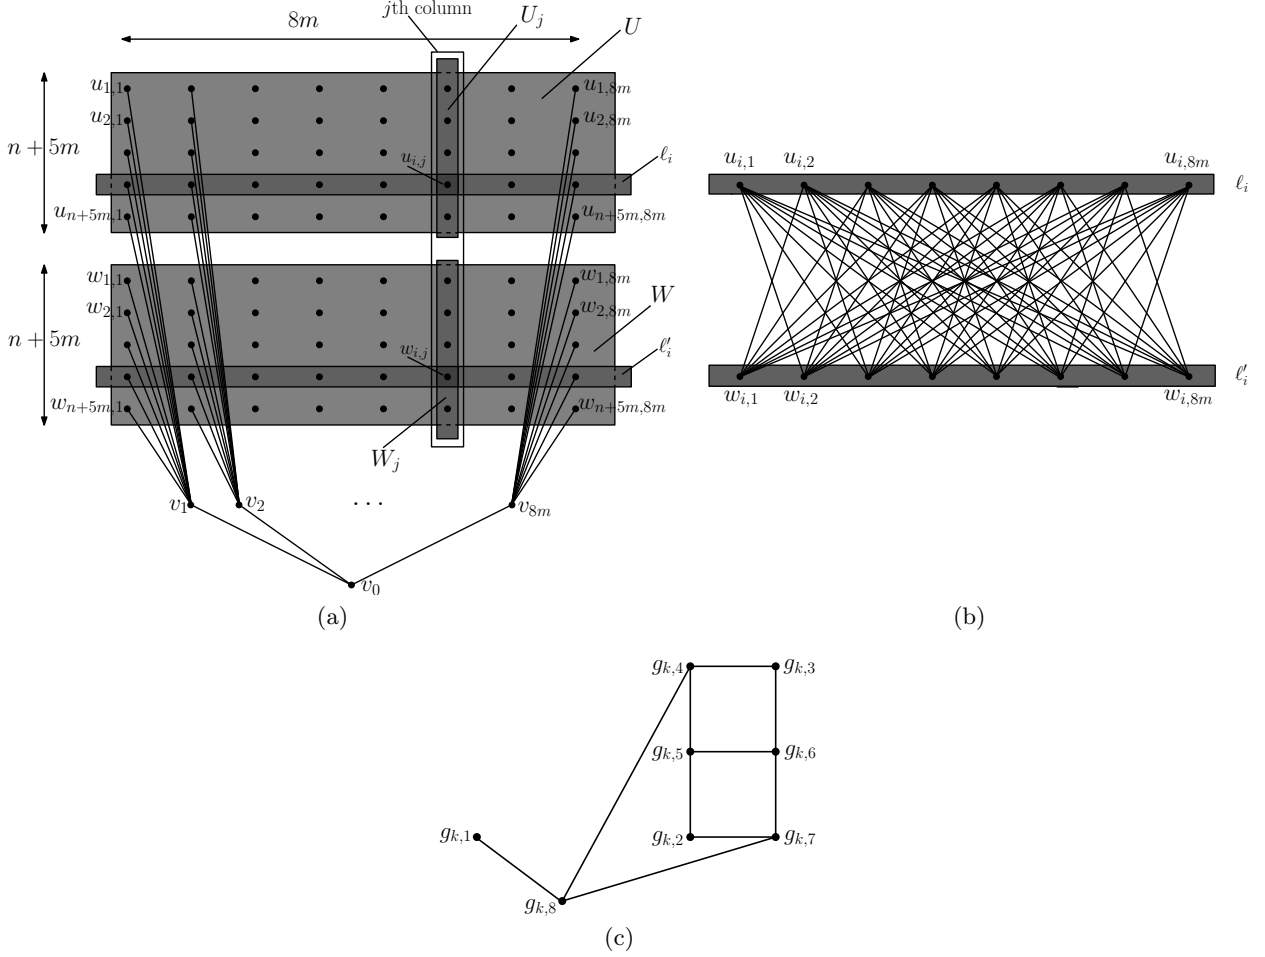 jth column
8m
U_j
U
u_{1,1}
u_{1,8m}
u_{2,1}
u_{2,8m}
n + 5m
u_{i,j}
ℓ_i
u_{n+5m,1}
u_{n+5m,8m}
w_{1,1}
w_{1,8m}
w_{2,1}
w_{2,8m}
W
n + 5m
w_{i,j}
ℓ'_i
w_{n+5m,1}
w_{n+5m,8m}
W_j
v_1
v_2
...
v_{8m}
v_0
(a)
u_{i,1}
u_{i,2}
u_{i,8m}
ℓ_i
ℓ'_i
w_{i,1}
w_{i,2}
w_{i,8m}
(b)
g_{k,4}
g_{k,3}
g_{k,5}
g_{k,6}
g_{k,1}
g_{k,2}
g_{k,7}
g_{k,8}
(c)